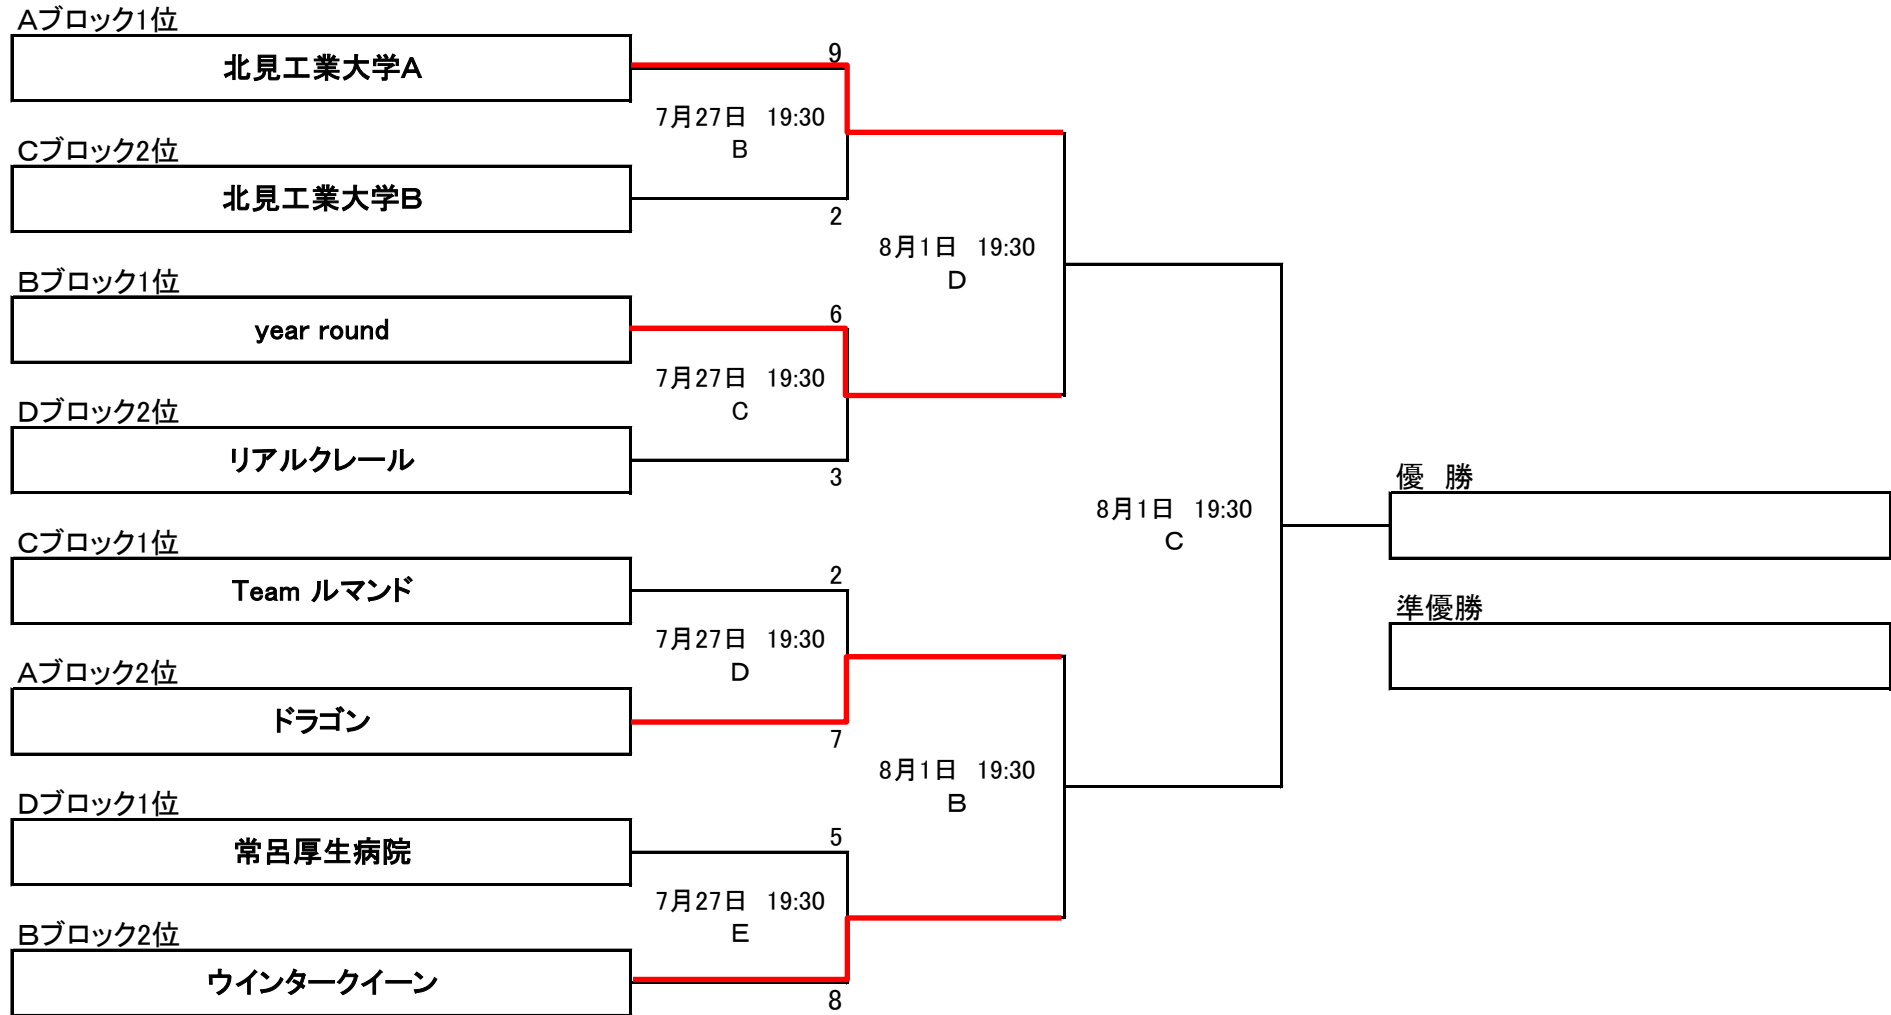 Aブロック1位
北見工業大学A
9
7月27日 19:30
B
Cブロック2位
北見工業大学B
2
8月1日 19:30
D
Bブロック1位
year round
6
7月27日 19:30
C
Dブロック2位
リアルクレール
3
8月1日 19:30
C
優 勝
準優勝
Cブロック1位
Team ルマンド
2
7月27日 19:30
D
Aブロック2位
ドラゴン
7
8月1日 19:30
B
Dブロック1位
常呂厚生病院
5
7月27日 19:30
E
Bブロック2位
ウインタークイーン
8